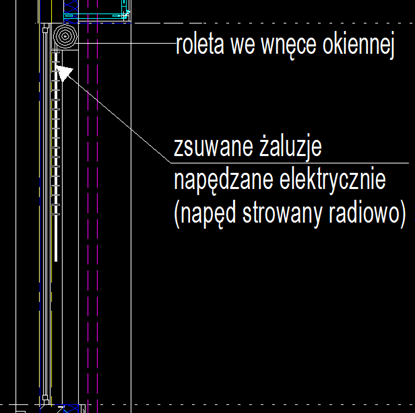 roleta we wnęce okiennej
zsuwane żaluzje
napędzane elektrycznie
(napęd strowany radiowo)